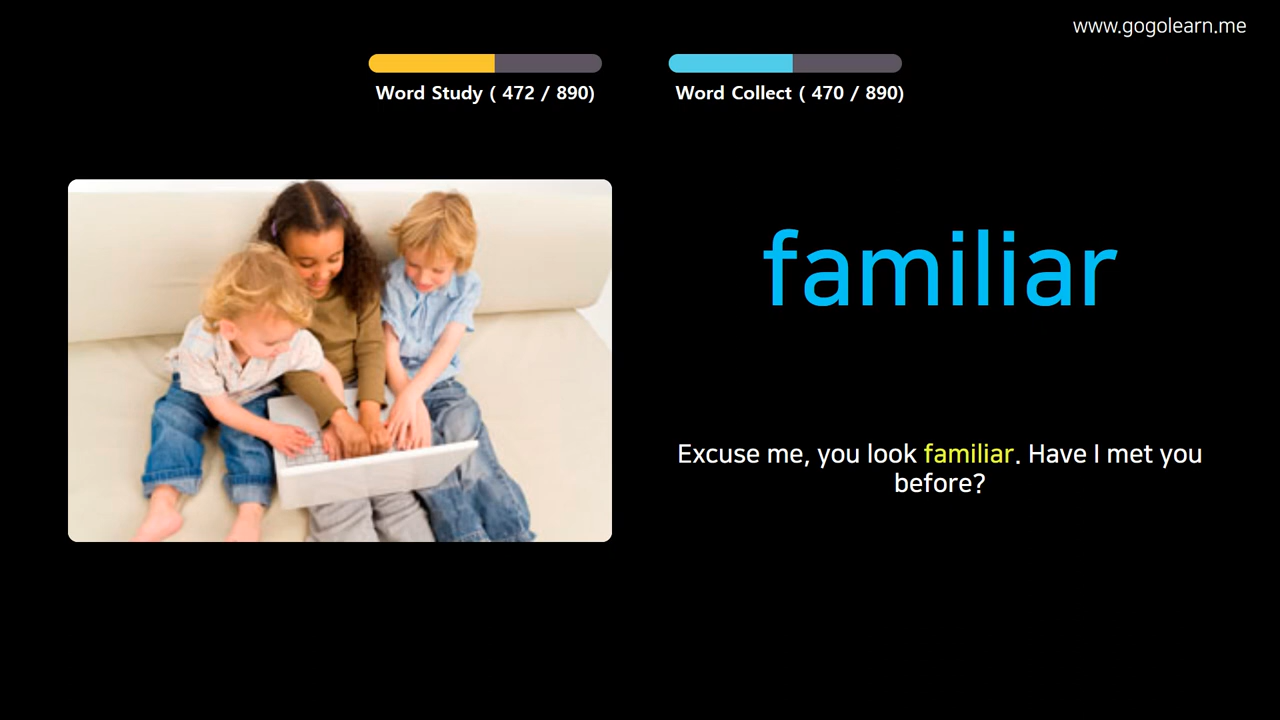 www.gogolearn.me
Word Study ( 472 / 890)
Word Collect ( 470 / 890)
familiar
Excuse me, you look familiar. Have I met you
before?